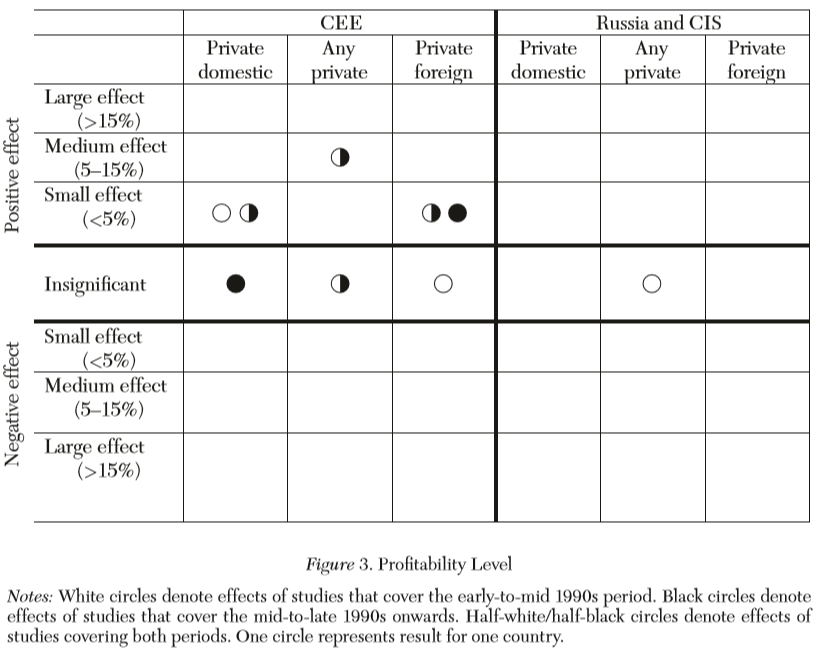 CEE Russia and CIS
Private domestic Any private Private foreign Private domestic Any private Private foreign
Positive effect
Large effect
(>15%)
Medium effect
(5–15%)
Small effect
(<5%)
Insignificant
Negative effect
Small effect
(<5%)
Medium effect
(5–15%)
Large effect
(>15%)
Figure 3. Profitability Level
Notes: White circles denote effects of studies that cover the early-to-mid 1990s period. Black circles denote
effects of studies that cover the mid-to-late 1990s onwards. Half-white/half-black circles denote effects of
studies covering both periods. One circle represents result for one country.